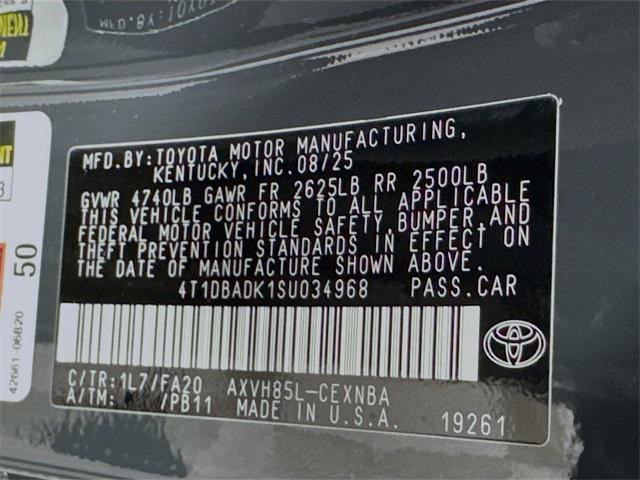 MFD.BY:TOYOTA MOTOR MANUFACTURING,
KENTUCKY,INC.08/25
GVWR 4740LB GAWR FR 2625LB RR 2500LB
THIS VEHICLE CONFORMS TO ALL APPLICABLE
FEDERAL MOTOR VEHICLE SAFETY,BUMPER,AND
THEFT PREVENTION STANDARDS IN EFFECT ON
THE DATE OF MANUFACTURE SHOWN ABOVE.
4T1DBADK1SU034968 PASS.CAR
C/TR:1L7/FA20 AXVH85L-CEXNBA
A/TM: /PB11 MADE IN U.S.A. 19261
50
42661-06B20